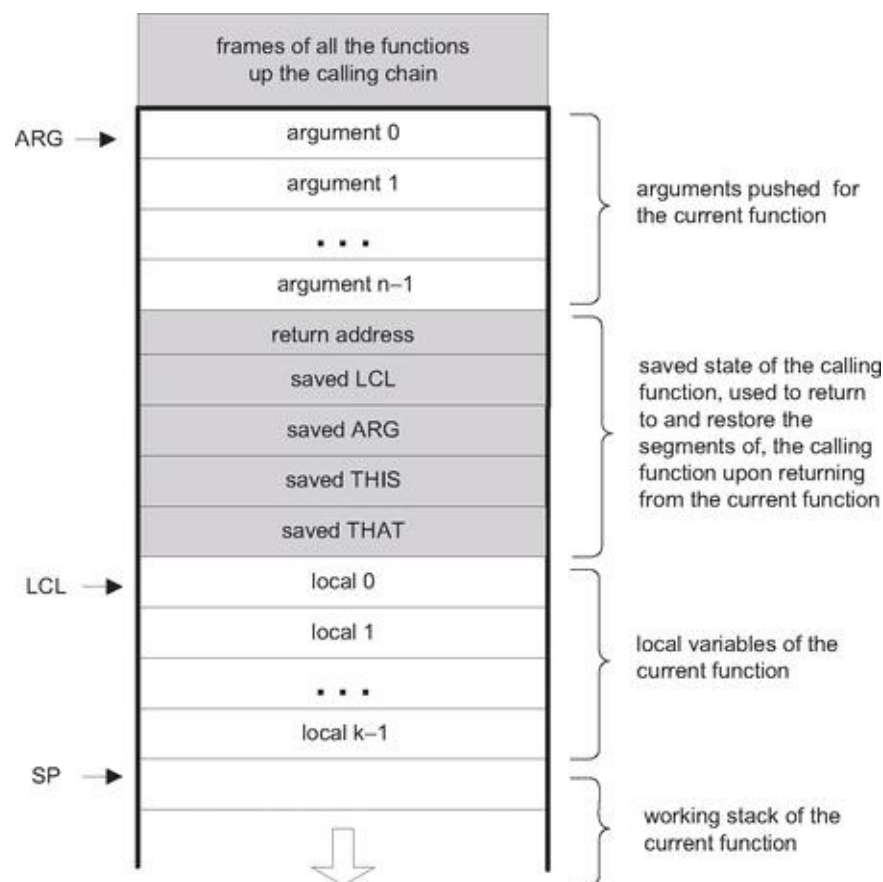 frames of all the functions
up the calling chain
ARG
argument 0
argument 1
. . .
argument n–1
arguments pushed for
the current function
return address
saved LCL
saved ARG
saved THIS
saved THAT
saved state of the calling
function, used to return
to and restore the
segments of, the calling
function upon returning
from the current function
LCL
local 0
local 1
. . .
local k–1
local variables of the
current function
SP
working stack of the
current function